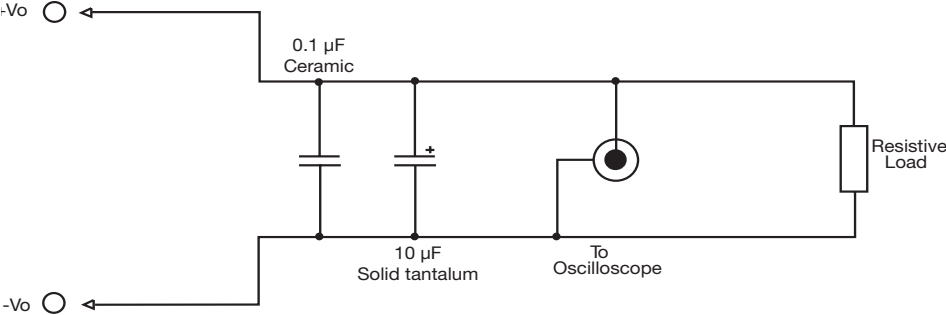 +Vo
0.1 µF
Ceramic
+
Resistive
Load
10 µF
Solid tantalum
To
Oscilloscope
-Vo